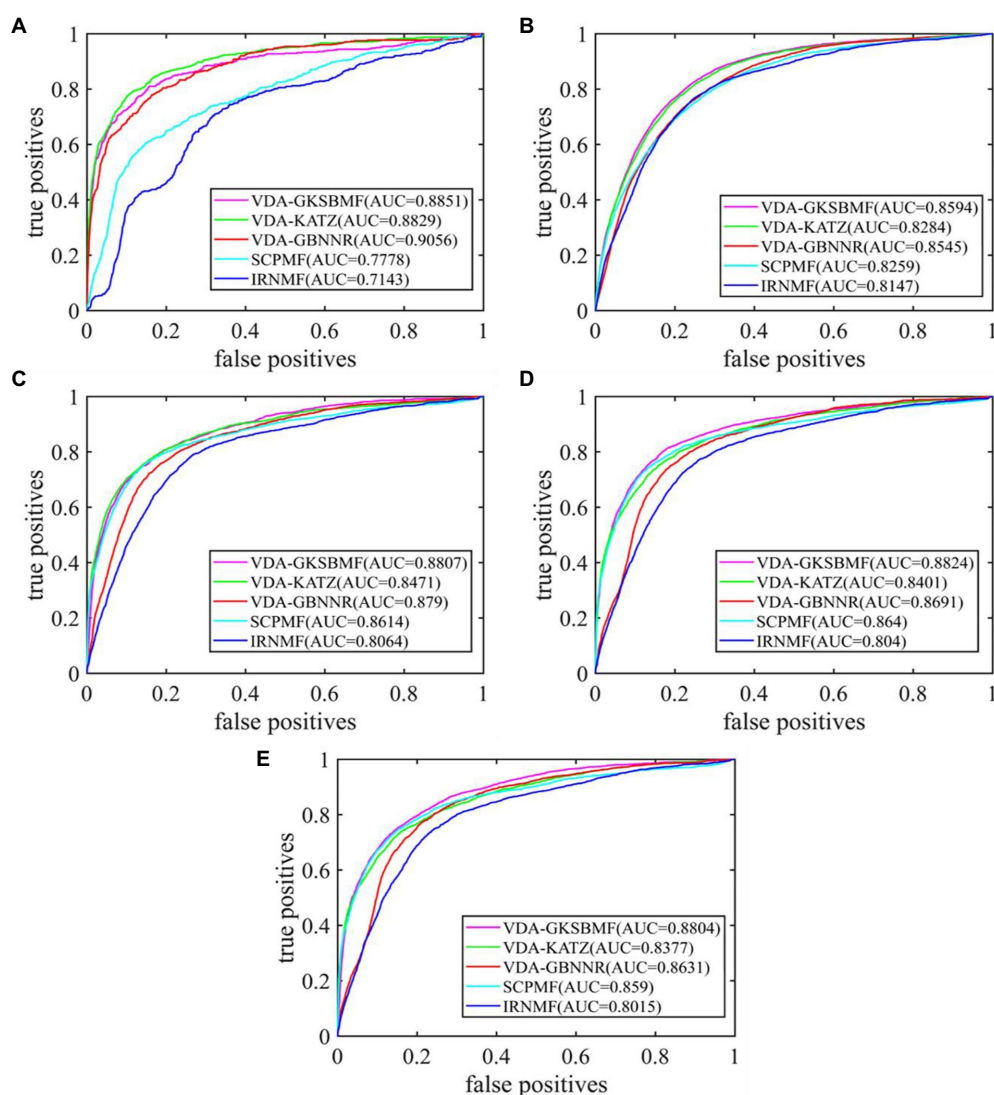 A
1
0.8
0.6
0.4
0.2
0
true positives
VDA-GKSBMF(AUC=0.8851)
VDA-KATZ(AUC=0.8829)
VDA-GBNNR(AUC=0.9056)
SCPMF(AUC=0.7778)
IRNMF(AUC=0.7143)
0 0.2 0.4 0.6 0.8 1
false positives
B
1
0.8
0.6
0.4
0.2
0
true positives
VDA-GKSBMF(AUC=0.8594)
VDA-KATZ(AUC=0.8284)
VDA-GBNNR(AUC=0.8545)
SCPMF(AUC=0.8259)
IRNMF(AUC=0.8147)
0 0.2 0.4 0.6 0.8 1
false positives
C
1
0.8
0.6
0.4
0.2
0
true positives
VDA-GKSBMF(AUC=0.8807)
VDA-KATZ(AUC=0.8471)
VDA-GBNNR(AUC=0.879)
SCPMF(AUC=0.8614)
IRNMF(AUC=0.8064)
0 0.2 0.4 0.6 0.8 1
false positives
D
1
0.8
0.6
0.4
0.2
0
true positives
VDA-GKSBMF(AUC=0.8824)
VDA-KATZ(AUC=0.8401)
VDA-GBNNR(AUC=0.8691)
SCPMF(AUC=0.864)
IRNMF(AUC=0.804)
0 0.2 0.4 0.6 0.8 1
false positives
E
1
0.8
0.6
0.4
0.2
0
true positives
VDA-GKSBMF(AUC=0.8804)
VDA-KATZ(AUC=0.8377)
VDA-GBNNR(AUC=0.8631)
SCPMF(AUC=0.859)
IRNMF(AUC=0.8015)
0 0.2 0.4 0.6 0.8 1
false positives